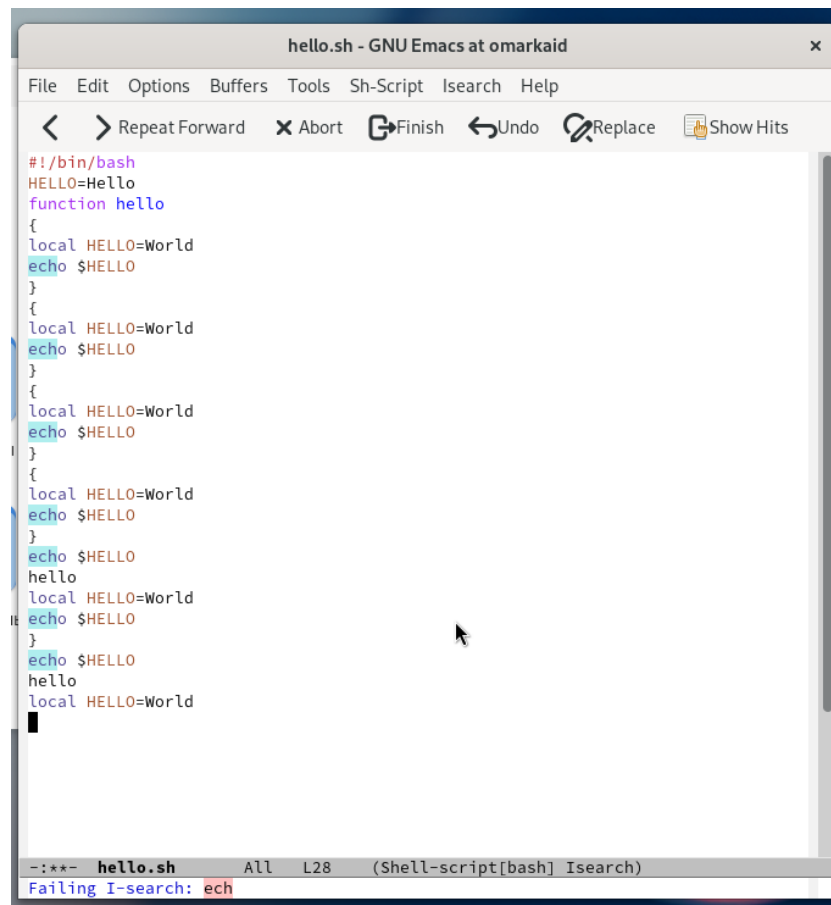 hello.sh - GNU Emacs at omarkaid ×
File Edit Options Buffers Tools Sh-Script Isearch Help
Repeat Forward Abort Finish Undo Replace Show Hits
#!/bin/bash
HELLO=Hello
function hello
{
local HELLO=World
echo $HELLO
}
{
local HELLO=World
echo $HELLO
}
{
local HELLO=World
echo $HELLO
}
{
local HELLO=World
echo $HELLO
}
echo $HELLO
hello
local HELLO=World
echo $HELLO
}
echo $HELLO
hello
local HELLO=World
-:**- hello.sh All L28 (Shell-script[bash] Isearch)
Failing I-search: ech